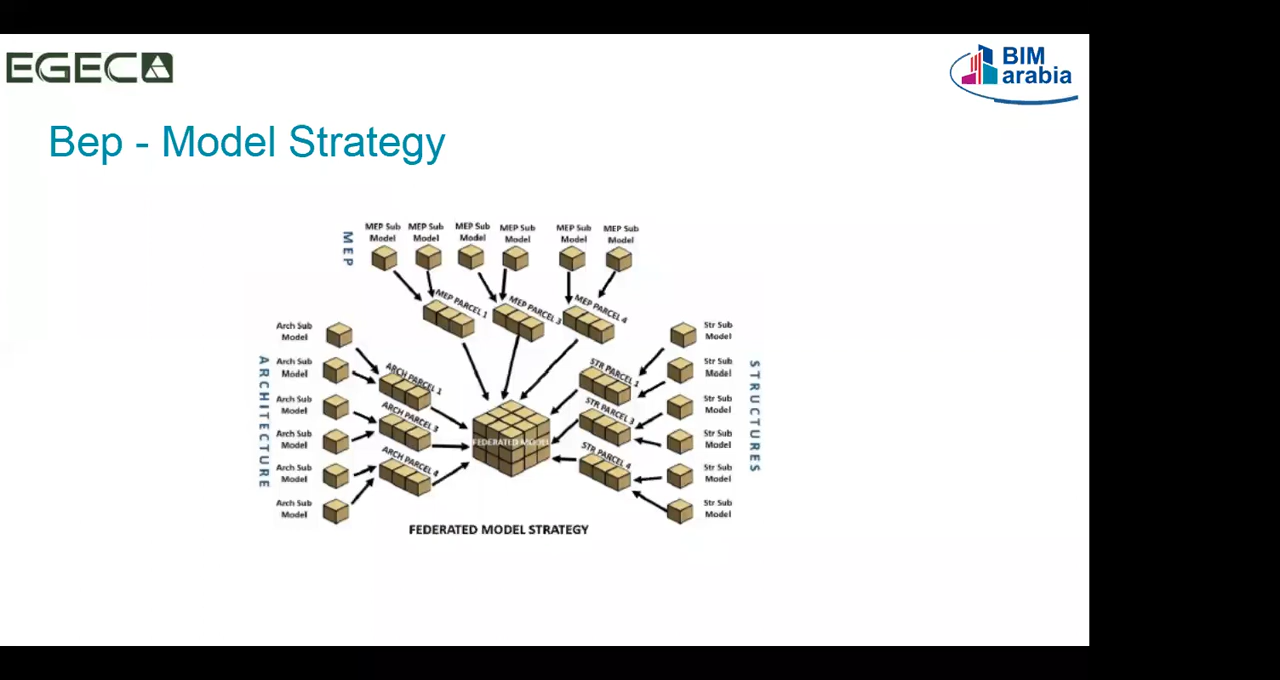 EGEC
BIM
arabia
Bep - Model Strategy
MEP
MEP Sub
Model
MEP Sub
Model
MEP Sub
Model
MEP Sub
Model
MEP Sub
Model
MEP Sub
Model
MEP PARCEL 1
MEP PARCEL 3
MEP PARCEL 4
ARCHITECTURE
Arch Sub
Model
Arch Sub
Model
Arch Sub
Model
Arch Sub
Model
Arch Sub
Model
Arch Sub
Model
ARCH PARCEL 1
ARCH PARCEL 3
ARCH PARCEL 4
FEDERATED MODEL
STR PARCEL 1
STR PARCEL 3
STR PARCEL 4
Str Sub
Model
Str Sub
Model
Str Sub
Model
Str Sub
Model
Str Sub
Model
Str Sub
Model
STRUCTURES
FEDERATED MODEL STRATEGY